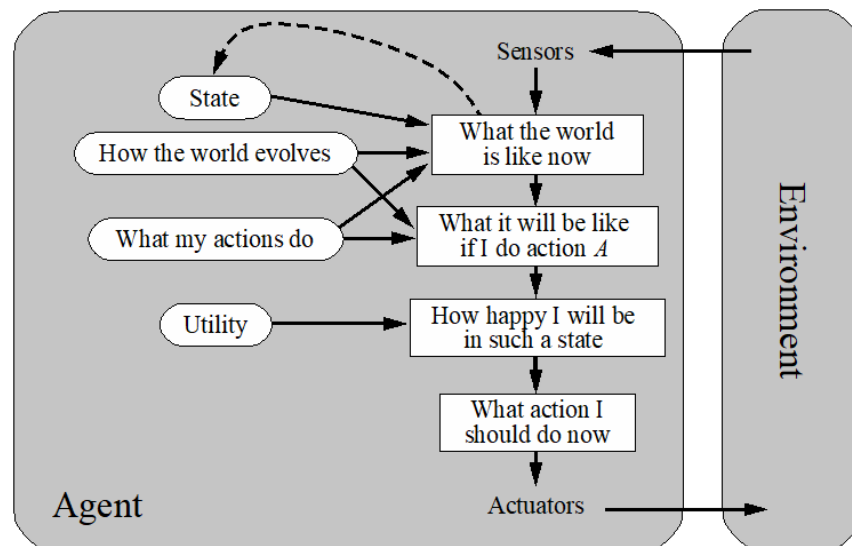 Sensors
State
What the world
is like now
How the world evolves
What it will be like
if I do action A
What my actions do
How happy I will be
in such a state
Utility
What action I
should do now
Actuators
Agent
Environment